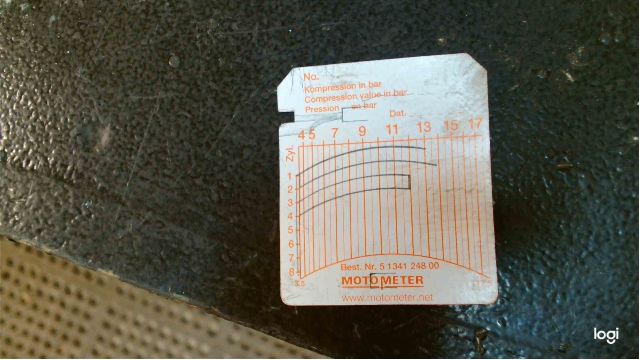 No.
Kompression in bar
Compression value in bar
Pression en bar
Dat.
4 5 7 9 11 13 15 17
Zyl.
1
2
3
4
5
6
7
8
3.5
Best. Nr. 5 1341 248 00
MOTOMETER
www.motometer.net
logi